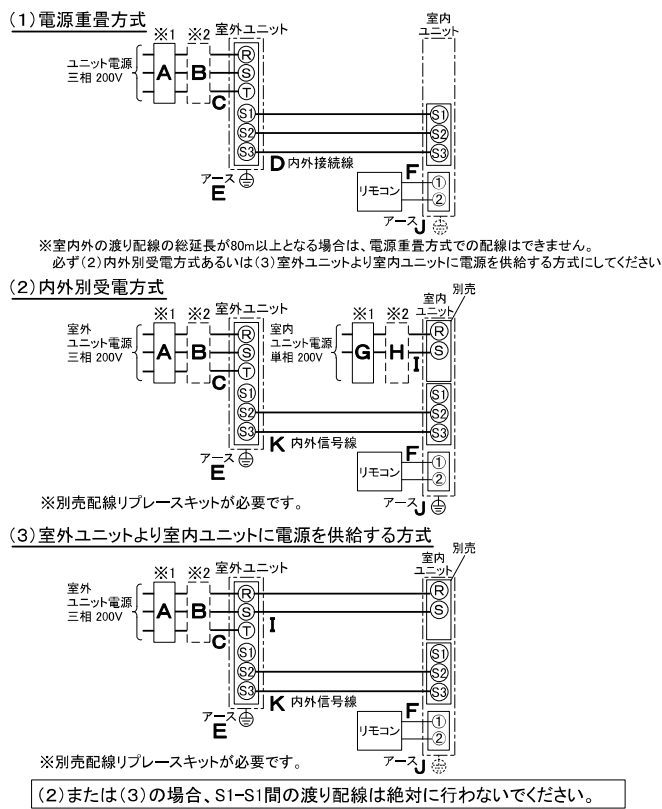 (1)電源重畳方式
※1 ※2 室外ユニット 室内ユニット
ユニット電源
三相 200V
A B C
R
S
T
S1 S1
S2 S2
S3 S3
D 内外接続線
アース E
リモコン F ① ②
アース J
※室内外の渡り配線の総延長が80m以上となる場合は、電源重畳方式での配線はできません。
必ず(2)内外別受電方式あるいは(3)室外ユニットより室内ユニットに電源を供給する方式にしてください
(2)内外別受電方式
※1 ※2 室外ユニット ※1 ※2 室内ユニット 別売
室外
ユニット電源
三相 200V
A B C
R
S
T
室内
ユニット電源
単相 200V
G H I
R
S
S1 S1
S2 S2
S3 S3
K 内外信号線
アース E
リモコン F ① ②
アース J
※別売配線リプレースキットが必要です。
(3)室外ユニットより室内ユニットに電源を供給する方式
※1 ※2 室外ユニット 室内ユニット 別売
室外
ユニット電源
三相 200V
A B C
R R
S S
T I
S1 S1
S2 S2
S3 S3
K 内外信号線
アース E
リモコン F ① ②
アース J
※別売配線リプレースキットが必要です。
(2)または(3)の場合、S1-S1間の渡り配線は絶対に行わないでください。